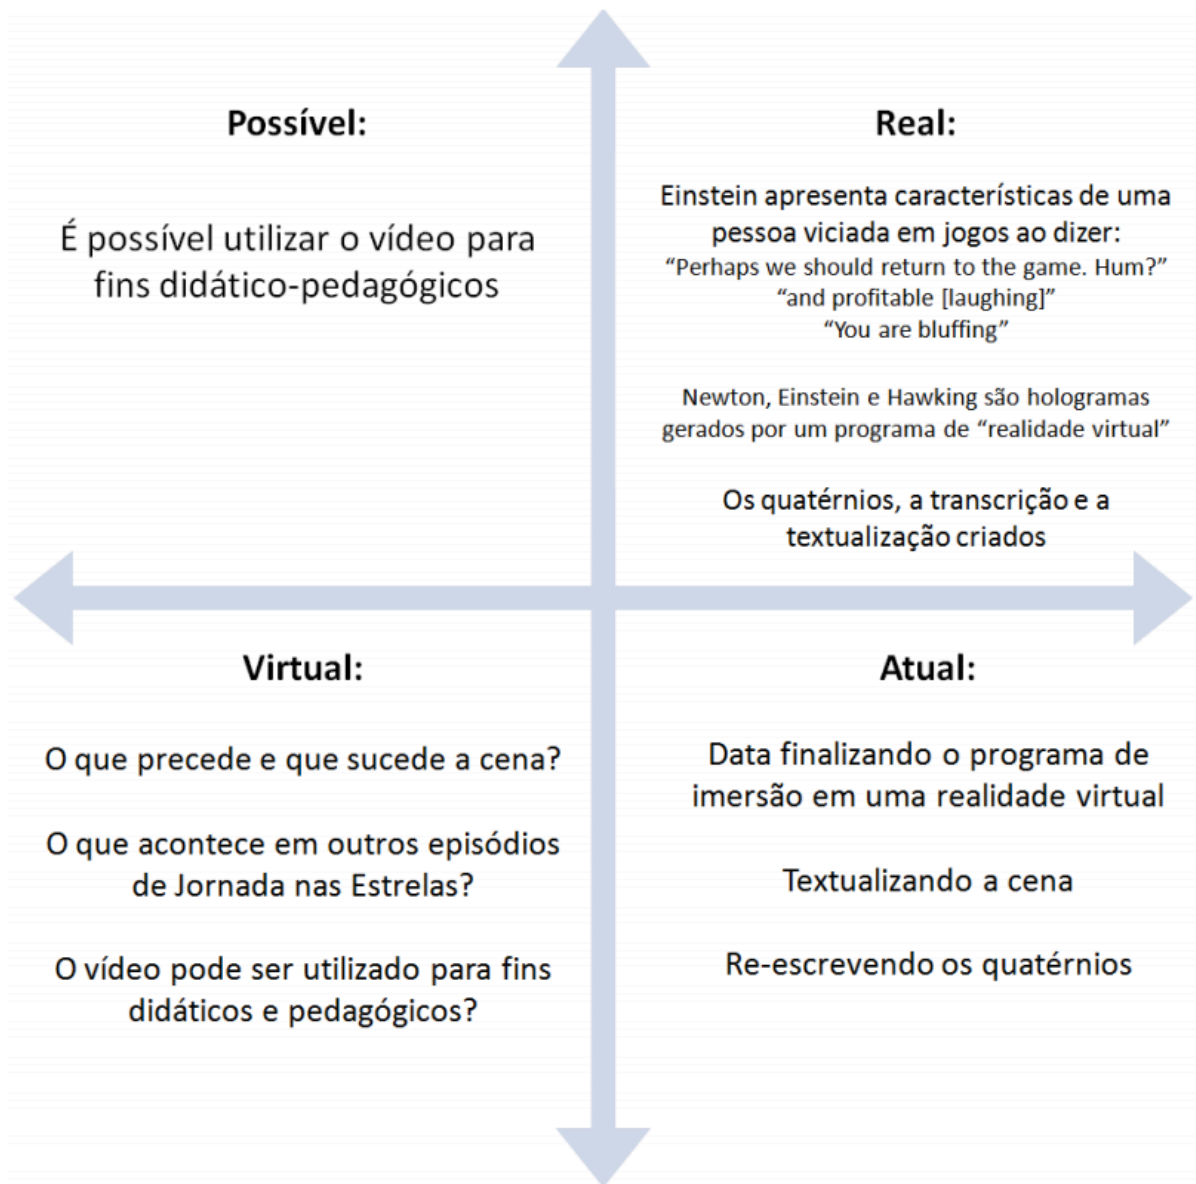 Possível:
É possível utilizar o vídeo para
fins didático-pedagógicos
Real:
Einstein apresenta características de uma
pessoa viciada em jogos ao dizer:
“Perhaps we should return to the game. Hum?”
“and profitable [laughing]”
“You are bluffing”
Newton, Einstein e Hawking são hologramas
gerados por um programa de “realidade virtual”
Os quatérnios, a transcrição e a
textualização criados
Virtual:
O que precede e que sucede a cena?
O que acontece em outros episódios
de Jornada nas Estrelas?
O vídeo pode ser utilizado para fins
didáticos e pedagógicos?
Atual:
Data finalizando o programa de
imersão em uma realidade virtual
Textualizando a cena
Re-escrevendo os quatérnios